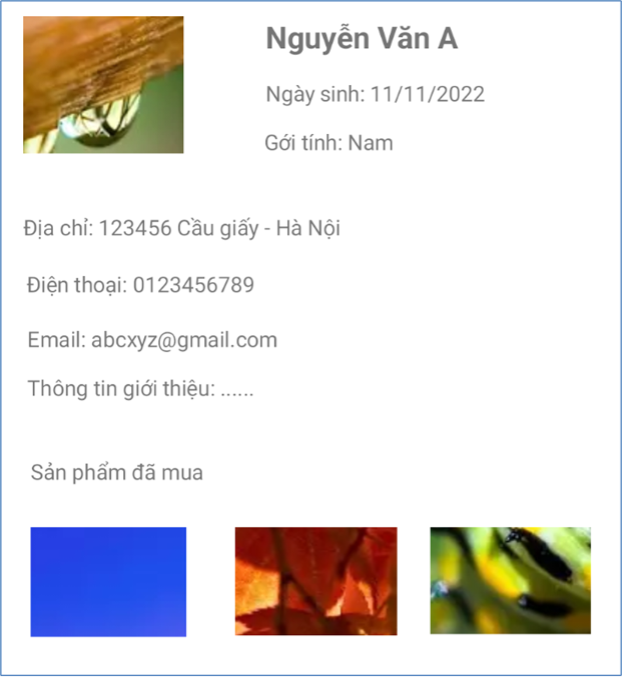 Nguyễn Văn A
Ngày sinh: 11/11/2022
Gới tính: Nam
Địa chỉ: 123456 Cầu giấy - Hà Nội
Điện thoại: 0123456789
Email: abcxyz@gmail.com
Thông tin giới thiệu: ......
Sản phẩm đã mua